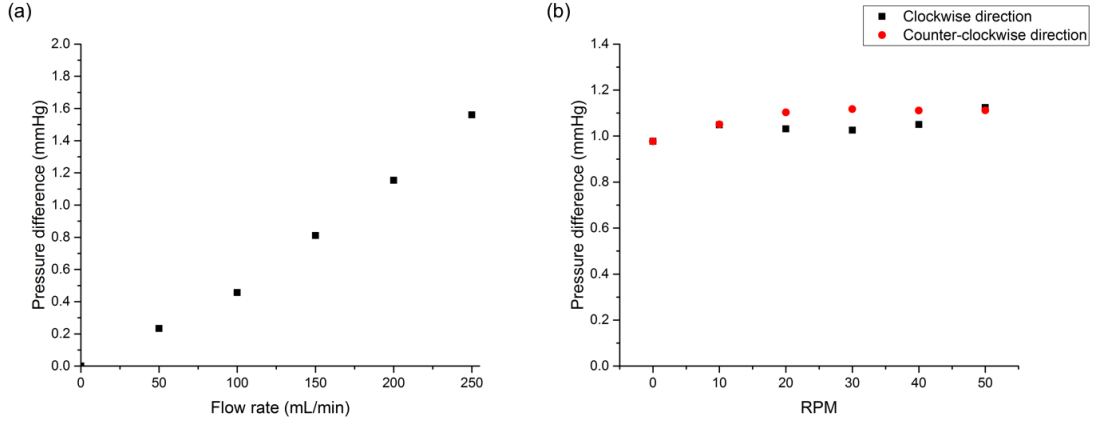 (a)
Pressure difference (mmHg)
2.0
1.8
1.6
1.4
1.2
1.0
0.8
0.6
0.4
0.2
0.0
0 50 100 150 200 250
Flow rate (mL/min)
(b)
Clockwise direction
Counter-clockwise direction
Pressure difference (mmHg)
1.4
1.2
1.0
0.8
0.6
0.4
0.2
0.0
0 10 20 30 40 50
RPM